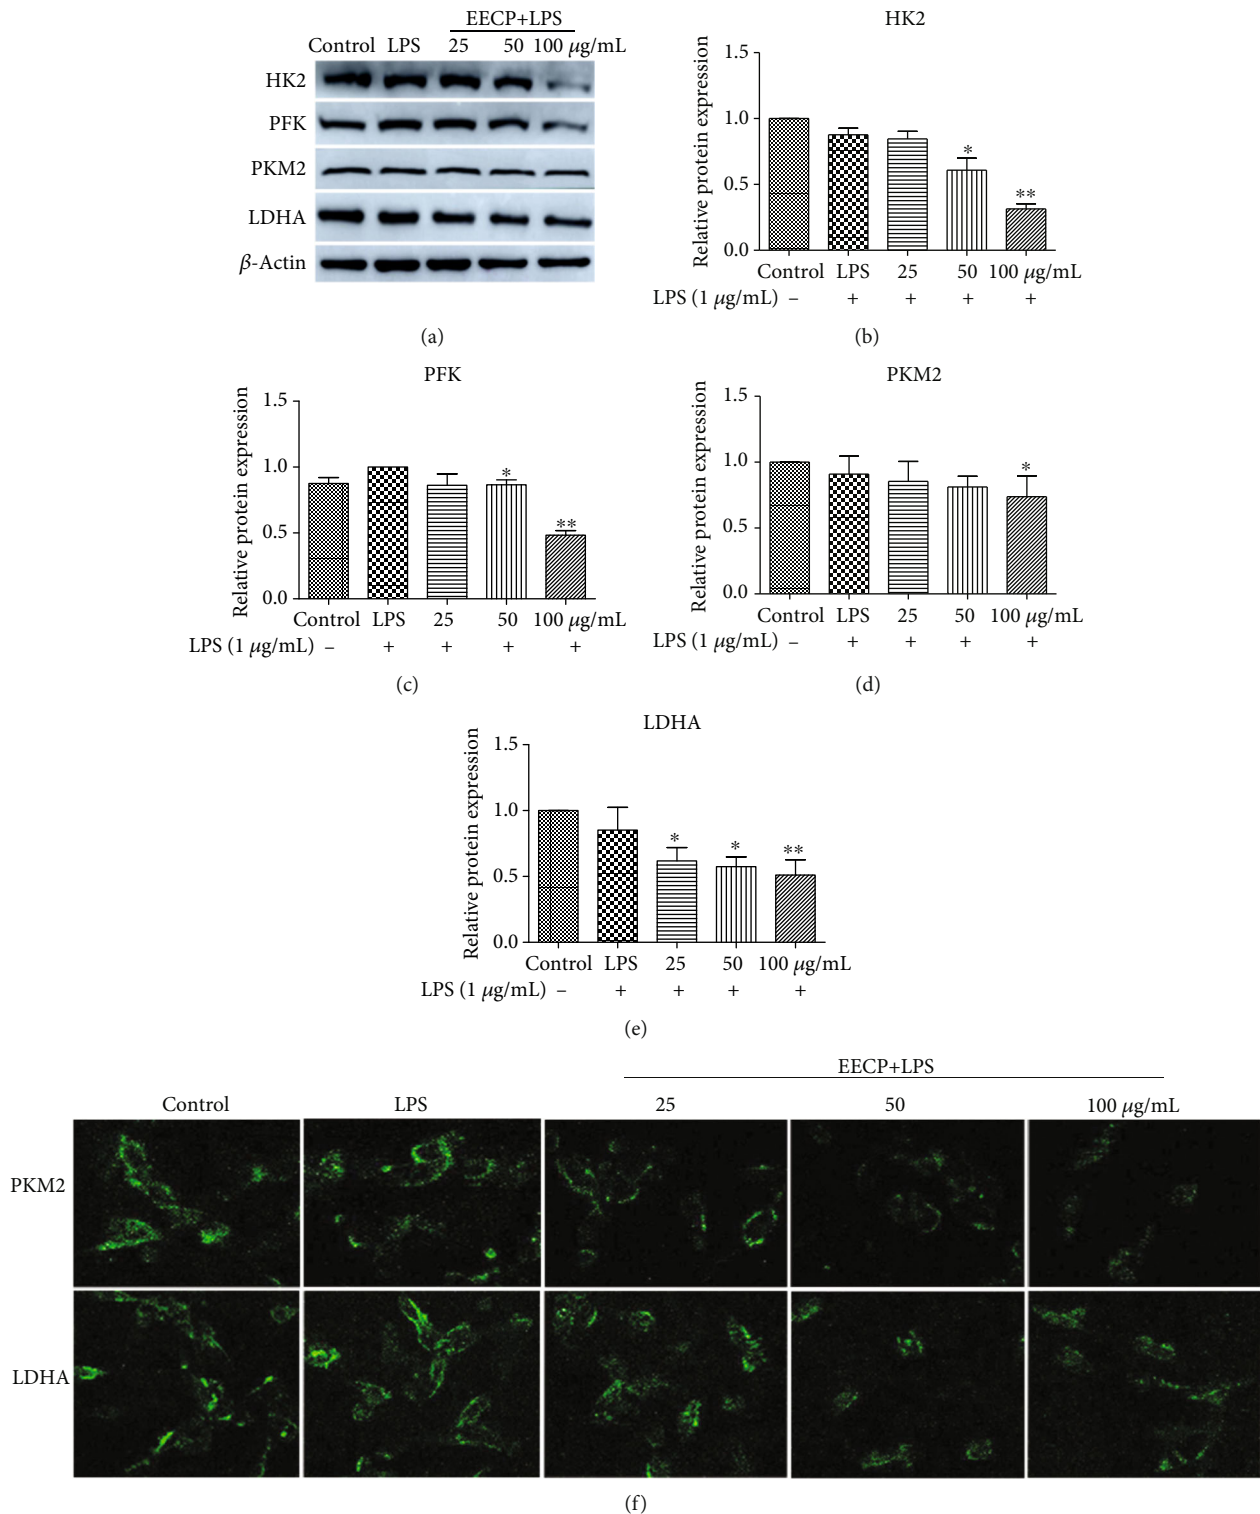 EECP+LPS
Control LPS 25 50 100 μg/mL
HK2
PFK
PKM2
LDHA
β-Actin
(a)
HK2
Relative protein expression
1.5
1.0
0.5
0.0
*
**
Control LPS 25 50 100 μg/mL
LPS (1 μg/mL) – + + + +
(b)
PFK
Relative protein expression
1.5
1.0
0.5
0.0
*
**
Control LPS 25 50 100 μg/mL
LPS (1 μg/mL) – + + + +
(c)
PKM2
Relative protein expression
1.5
1.0
0.5
0.0
*
Control LPS 25 50 100 μg/mL
LPS (1 μg/mL) – + + + +
(d)
LDHA
Relative protein expression
1.5
1.0
0.5
0.0
* * **
Control LPS 25 50 100 μg/mL
LPS (1 μg/mL) – + + + +
(e)
EECP+LPS
Control LPS 25 50 100 μg/mL
PKM2
LDHA
(f)